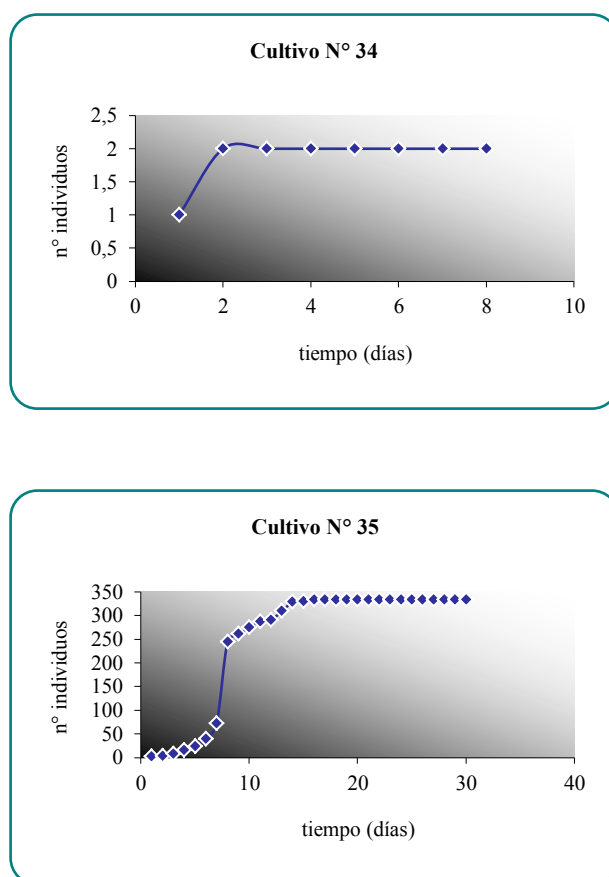 Cultivo N° 34
n° individuos
2,5
2
1,5
1
0,5
0
0 2 4 6 8 10
tiempo (días)
Cultivo N° 35
n° individuos
350
300
250
200
150
100
50
0
0 10 20 30 40
tiempo (días)